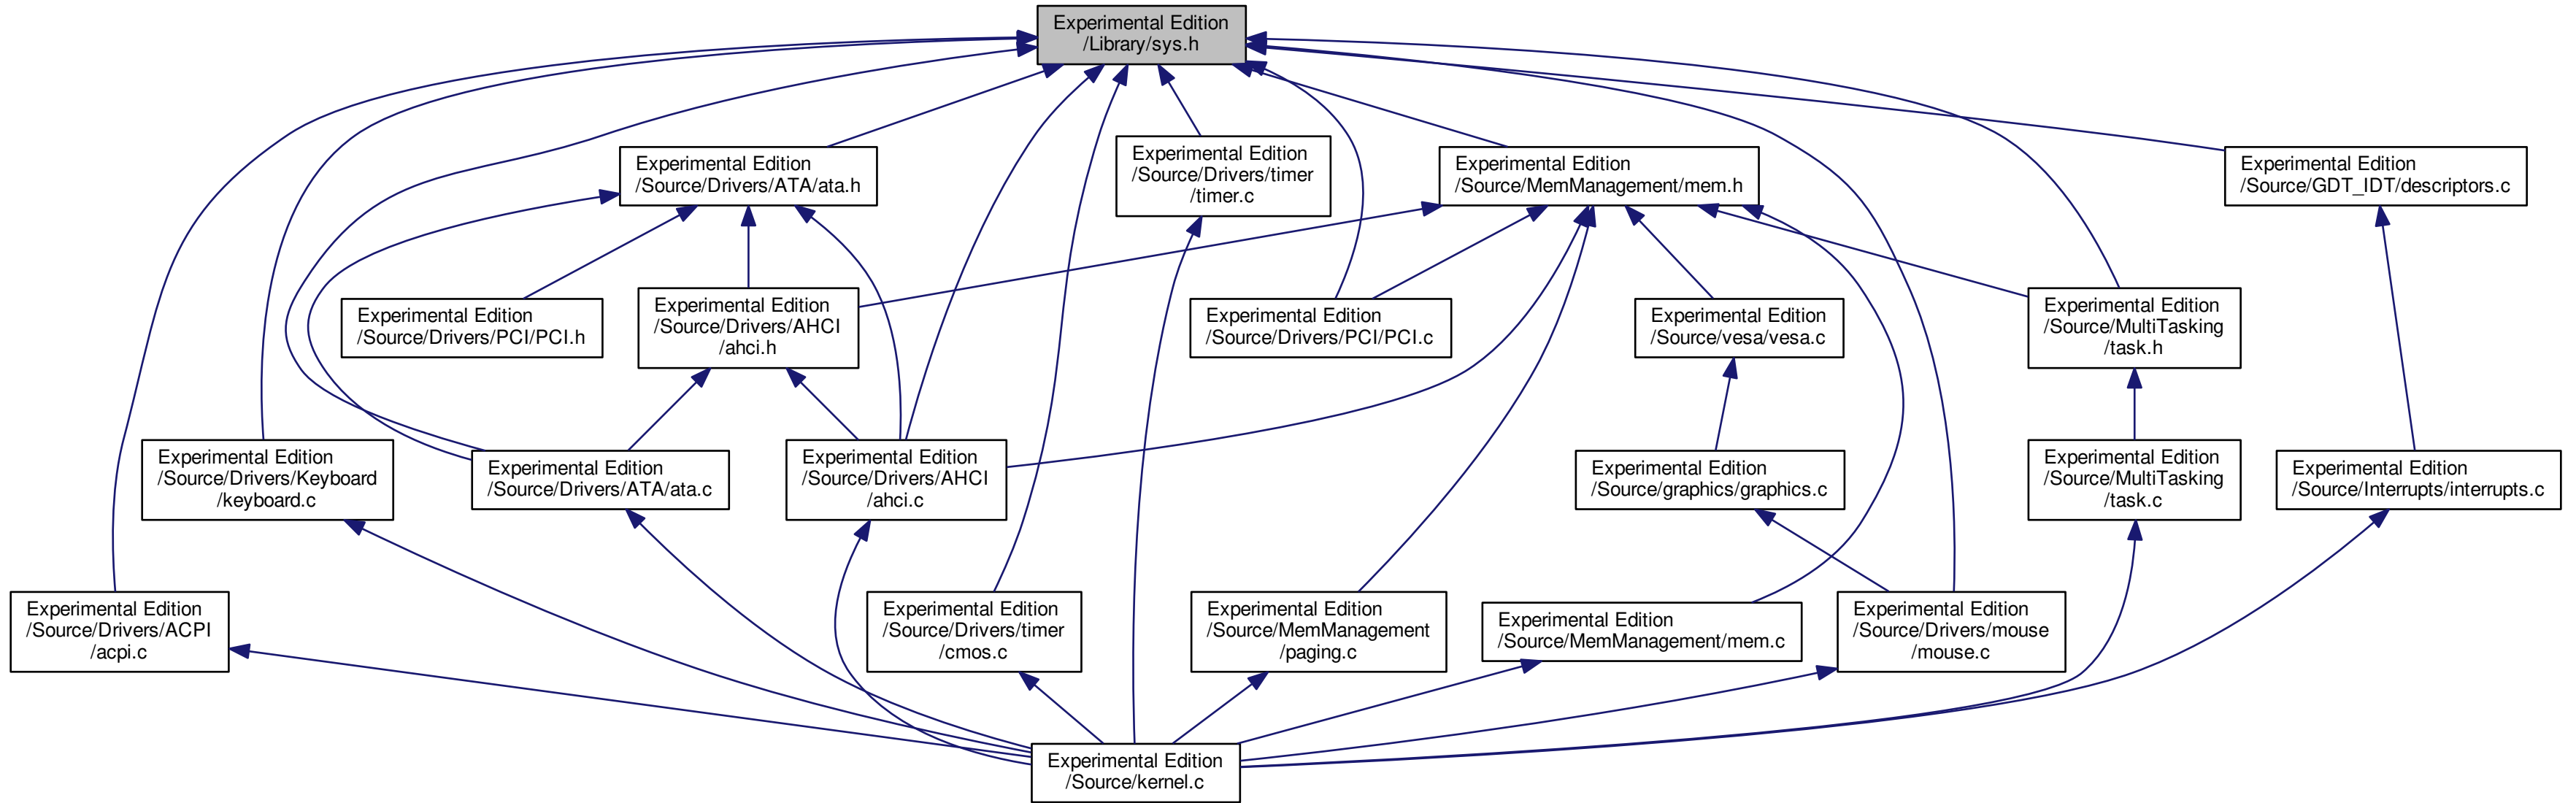 Experimental Edition
/Library/sys.h
Experimental Edition
/Source/Drivers/ATA/ata.h
Experimental Edition
/Source/Drivers/timer
/timer.c
Experimental Edition
/Source/MemManagement/mem.h
Experimental Edition
/Source/GDT_IDT/descriptors.c
Experimental Edition
/Source/Drivers/PCI/PCI.h
Experimental Edition
/Source/Drivers/AHCI
/ahci.h
Experimental Edition
/Source/Drivers/PCI/PCI.c
Experimental Edition
/Source/vesa/vesa.c
Experimental Edition
/Source/MultiTasking
/task.h
Experimental Edition
/Source/Drivers/Keyboard
/keyboard.c
Experimental Edition
/Source/Drivers/ATA/ata.c
Experimental Edition
/Source/Drivers/AHCI
/ahci.c
Experimental Edition
/Source/graphics/graphics.c
Experimental Edition
/Source/MultiTasking
/task.c
Experimental Edition
/Source/Interrupts/interrupts.c
Experimental Edition
/Source/Drivers/ACPI
/acpi.c
Experimental Edition
/Source/Drivers/timer
/cmos.c
Experimental Edition
/Source/MemManagement
/paging.c
Experimental Edition
/Source/MemManagement/mem.c
Experimental Edition
/Source/Drivers/mouse
/mouse.c
Experimental Edition
/Source/kernel.c